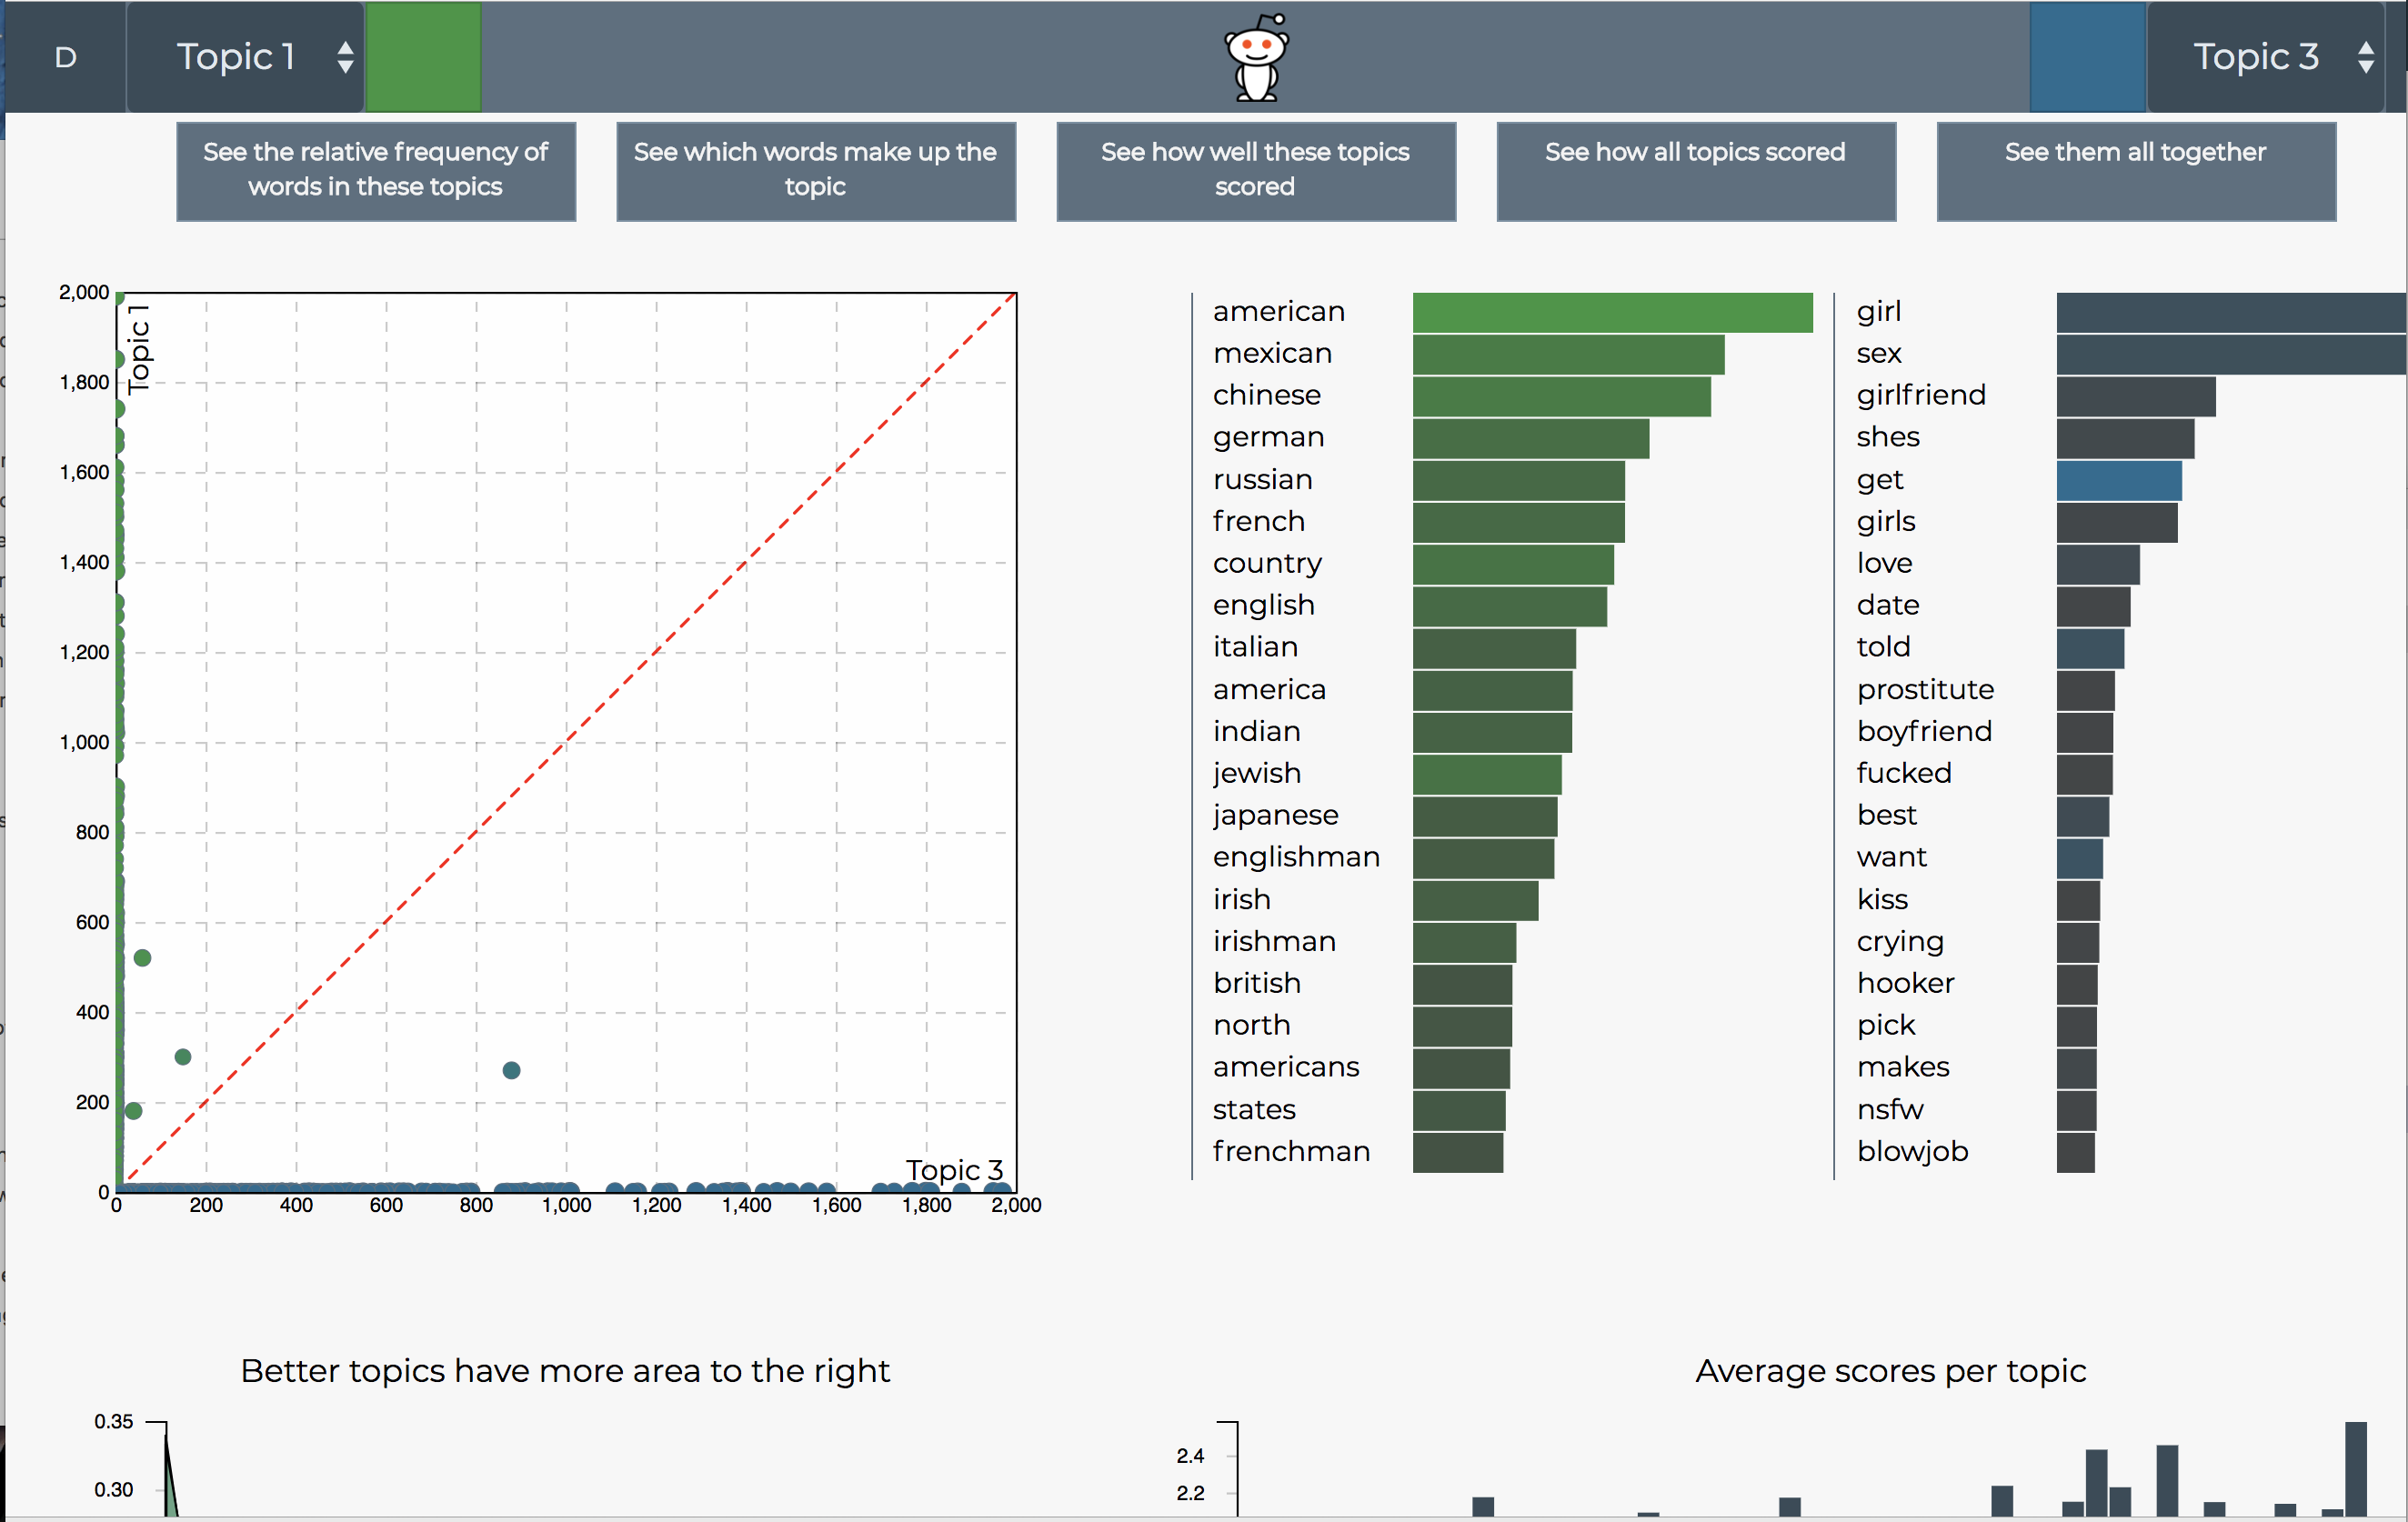 D
Topic 1
Topic 3
See the relative frequency of
words in these topics
See which words make up the
topic
See how well these topics
scored
See how all topics scored
See them all together
2,000
1,800
1,600
1,400
1,200
1,000
800
600
400
200
0
Topic 1
Topic 3
0 200 400 600 800 1,000 1,200 1,400 1,600 1,800 2,000
american
mexican
chinese
german
russian
french
country
english
italian
america
indian
jewish
japanese
englishman
irish
irishman
british
north
americans
states
frenchman
girl
sex
girlfriend
shes
get
girls
love
date
told
prostitute
boyfriend
fucked
best
want
kiss
crying
hooker
pick
makes
nsfw
blowjob
Better topics have more area to the right
0.35
0.30
Average scores per topic
2.4
2.2